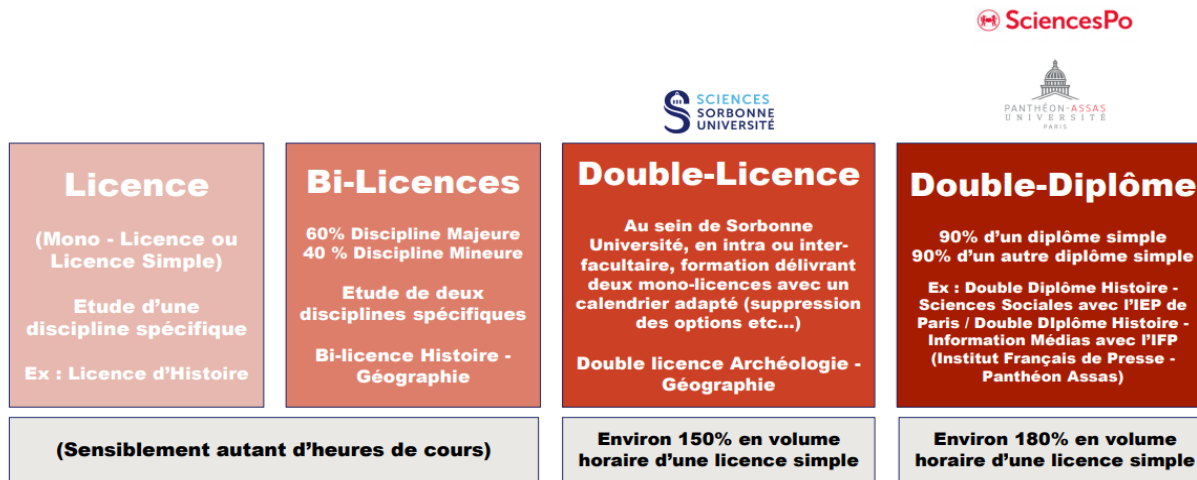 SciencesPo
PANTHÉON-ASSAS
UNIVERSITÉ
PARIS
SCIENCES
SORBONNE
UNIVERSITÉ
Licence
(Mono - Licence ou
Licence Simple)
Etude d'une
discipline spécifique
Ex : Licence d'Histoire
Bi-Licences
60% Discipline Majeure
40 % Discipline Mineure
Etude de deux
disciplines spécifiques
Bi-licence Histoire -
Géographie
(Sensiblement autant d'heures de cours)
Double-Licence
Au sein de Sorbonne
Université, en intra ou inter-
facultaire, formation délivrant
deux mono-licences avec un
calendrier adapté (suppression
des options etc...)
Double licence Archéologie -
Géographie
Environ 150% en volume
horaire d'une licence simple
Double-Diplôme
90% d'un diplôme simple
90% d'un autre diplôme simple
Ex : Double Diplôme Histoire -
Sciences Sociales avec l'IEP de
Paris / Double DIplôme Histoire -
Information Médias avec l'IFP
(Institut Français de Presse -
Panthéon Assas)
Environ 180% en volume
horaire d'une licence simple